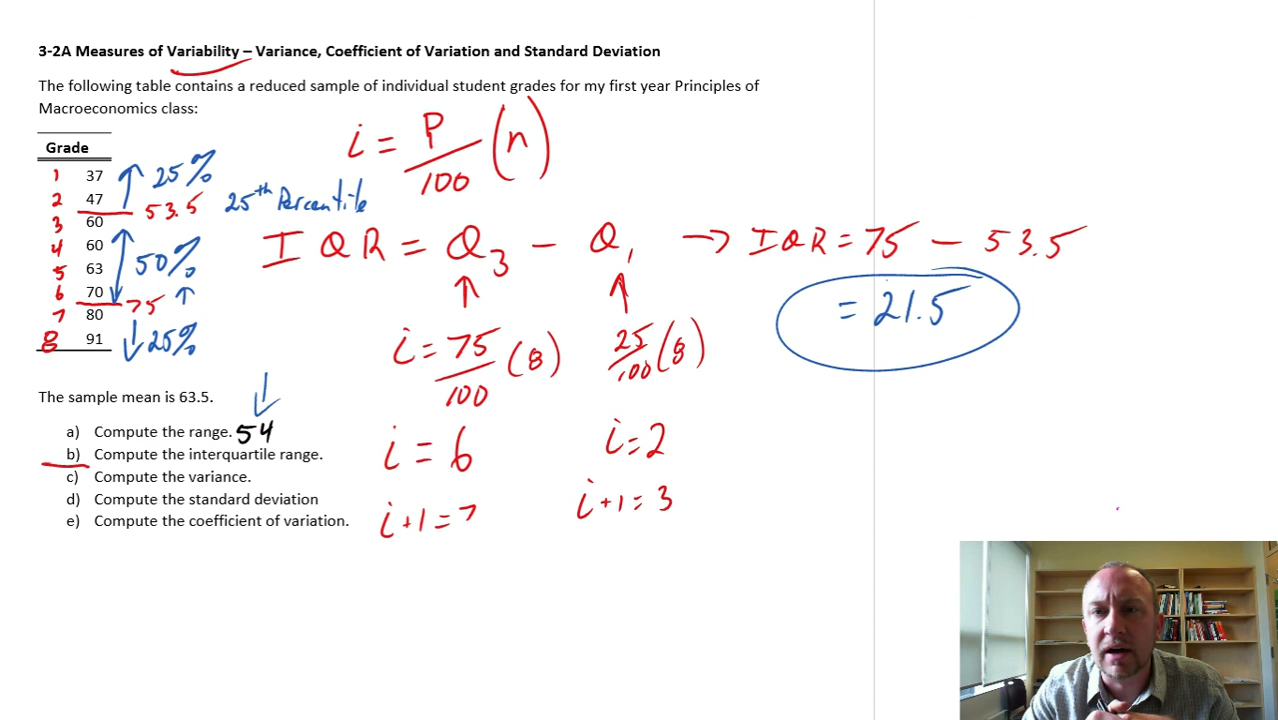 3-2A Measures of Variability – Variance, Coefficient of Variation and Standard Deviation
The following table contains a reduced sample of individual student grades for my first year Principles of
Macroeconomics class:
i = P/100 (n)
Grade
1 37
25%
2 47
53.5 25th Percentile
3 60
4 60
50%
5 63
6 70
75
7 80
8 91
25%
IQR = Q3 - Q1 → IQR = 75 - 53.5
= 21.5
i = 75/100 (8)
25/100 (8)
i = 6
i = 2
i+1 = 7
i+1 = 3
The sample mean is 63.5.
a) Compute the range. 54
b) Compute the interquartile range.
c) Compute the variance.
d) Compute the standard deviation
e) Compute the coefficient of variation.